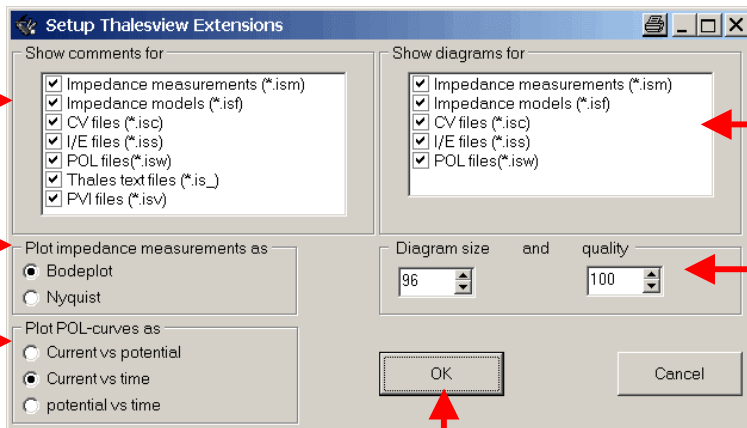 Setup Thalesview Extensions
Show comments for
Impedance measurements (*.ism)
Impedance models (*.isf)
CV files (*.isc)
I/E files (*.iss)
POL files(*.isw)
Thales text files (*.is_)
PVI files (*.isv)
Show diagrams for
Impedance measurements (*.ism)
Impedance models (*.isf)
CV files (*.isc)
I/E files (*.iss)
POL files(*.isw)
Plot impedance measurements as
Bodeplot
Nyquist
Diagram size and quality
96 100
Plot POL-curves as
Current vs potential
Current vs time
potential vs time
OK
Cancel